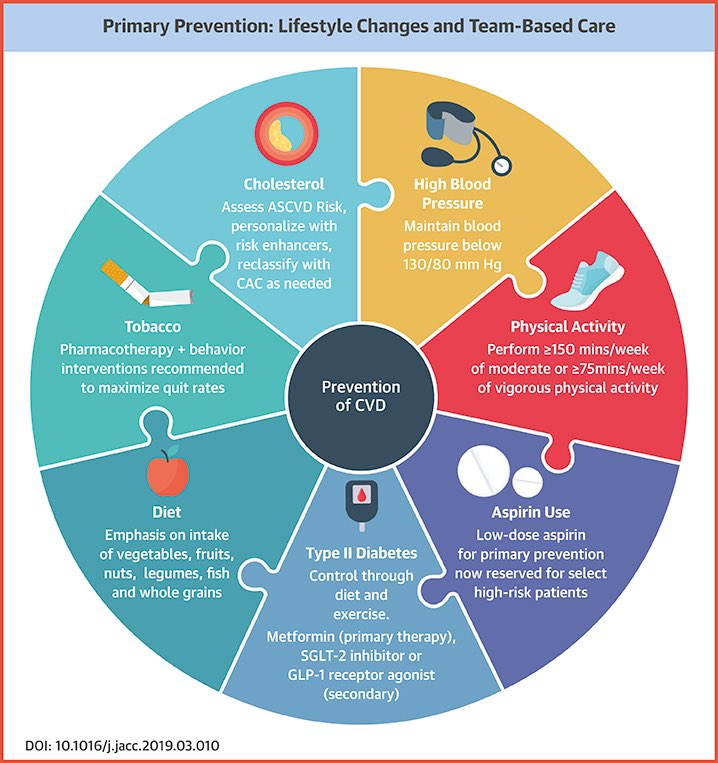 Primary Prevention: Lifestyle Changes and Team-Based Care
Cholesterol
Assess ASCVD Risk,
personalize with
risk enhancers,
reclassify with
CAC as needed
High Blood
Pressure
Maintain blood
pressure below
130/80 mm Hg
Tobacco
Pharmacotherapy + behavior
interventions recommended
to maximize quit rates
Physical Activity
Perform ≥150 mins/week
of moderate or ≥75mins/week
of vigorous physical activity
Prevention
of CVD
Diet
Emphasis on intake
of vegetables, fruits,
nuts, legumes, fish
and whole grains
Type II Diabetes
Control through
diet and
exercise.
Metformin (primary therapy),
SGLT-2 inhibitor or
GLP-1 receptor agonist
(secondary)
Aspirin Use
Low-dose aspirin
for primary prevention
now reserved for select
high-risk patients
DOI: 10.1016/j.jacc.2019.03.010